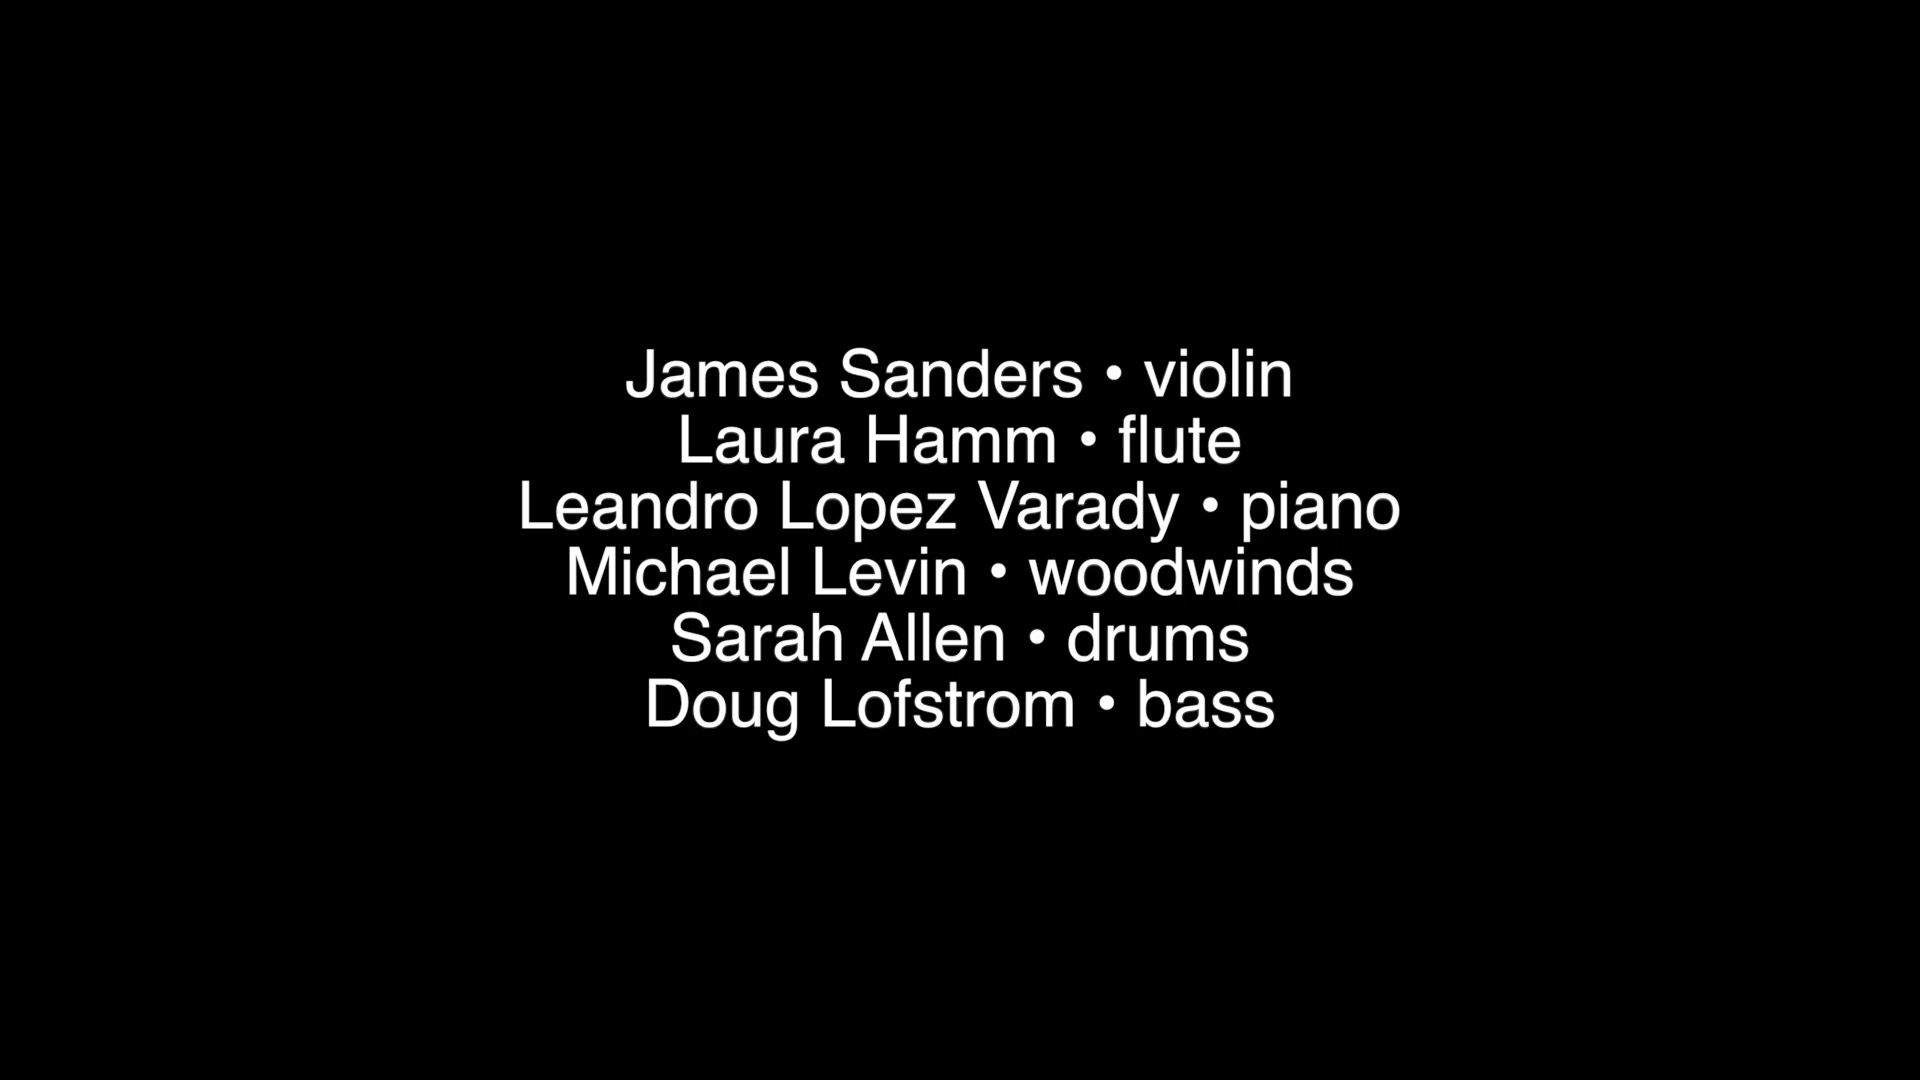 James Sanders • violin
Laura Hamm • flute
Leandro Lopez Varady • piano
Michael Levin • woodwinds
Sarah Allen • drums
Doug Lofstrom • bass